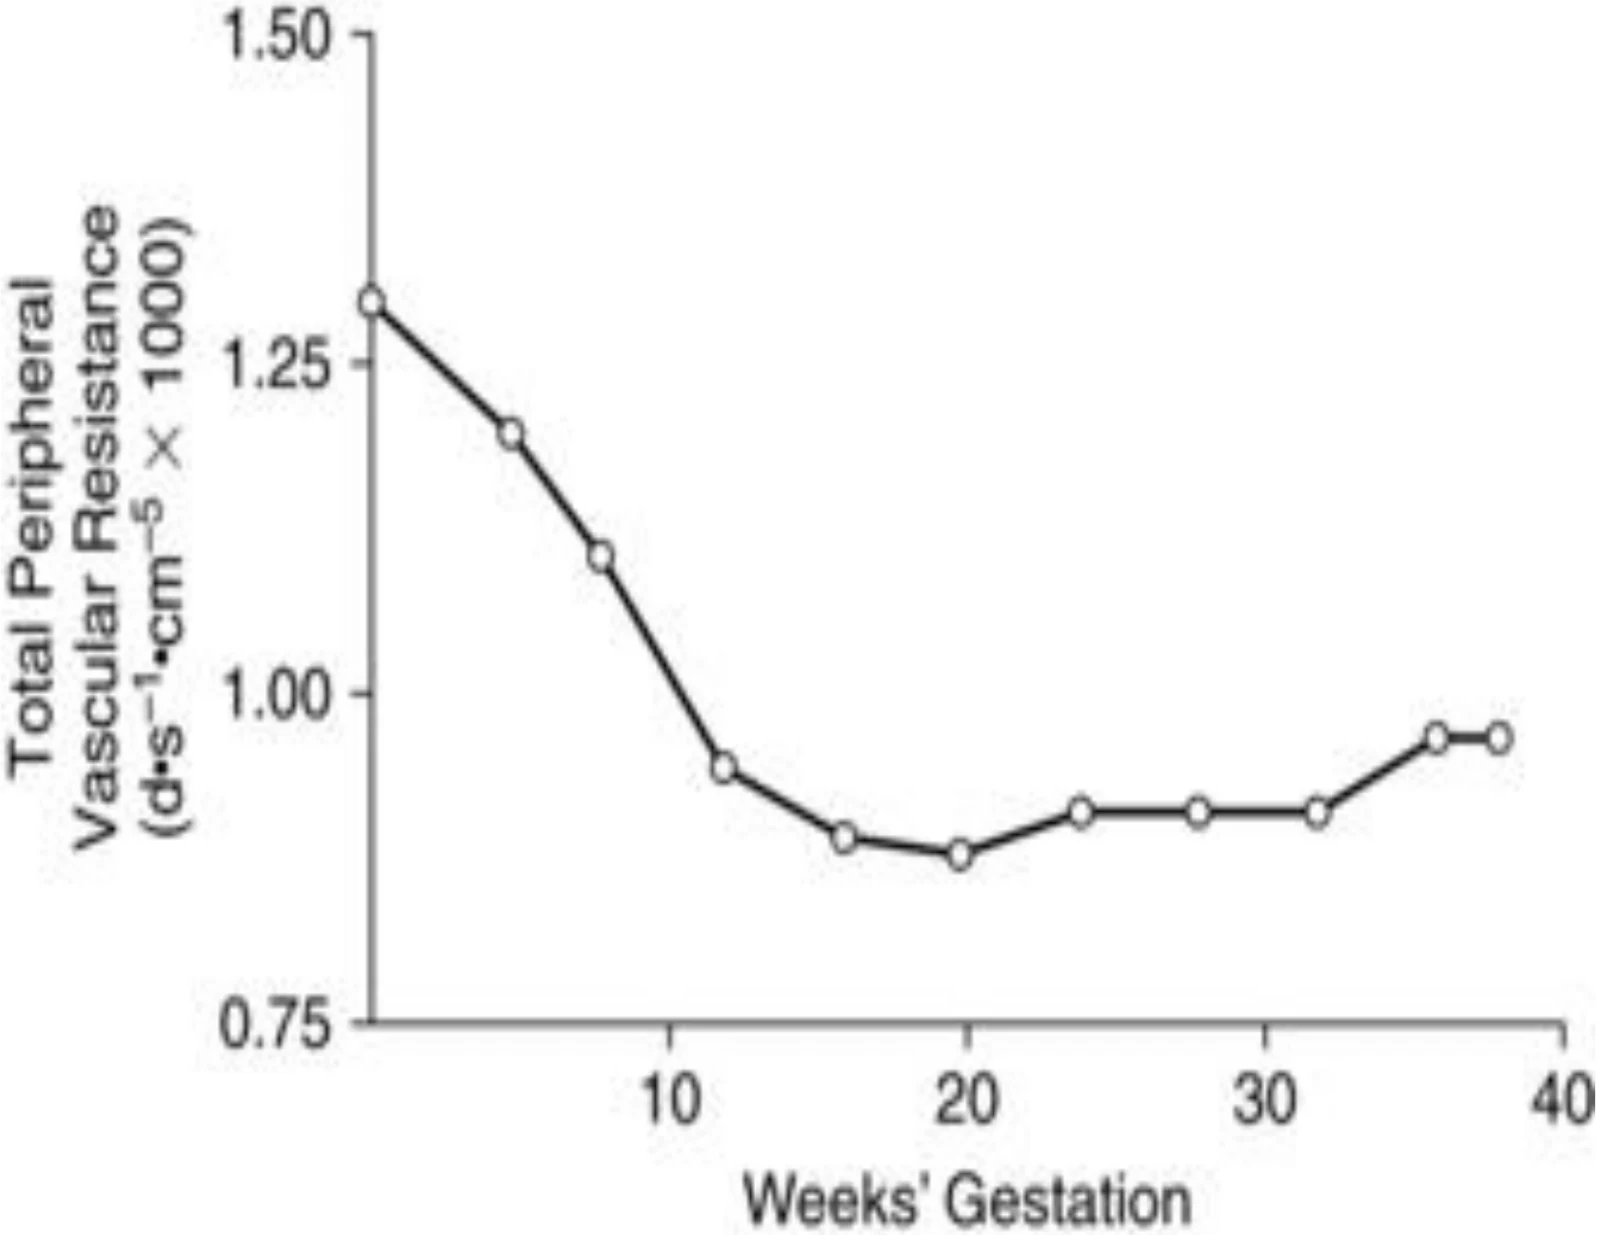 Total Peripheral
Vascular Resistance
(d•s⁻¹•cm⁻⁵ × 1000)
1.50
1.25
1.00
0.75
10 20 30 40
Weeks' Gestation